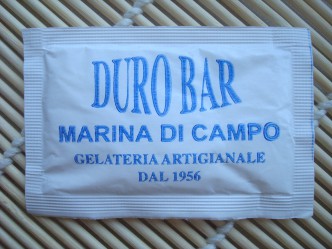 DURO BAR
MARINA DI CAMPO
GELATERIA ARTIGIANALE
DAL 1956